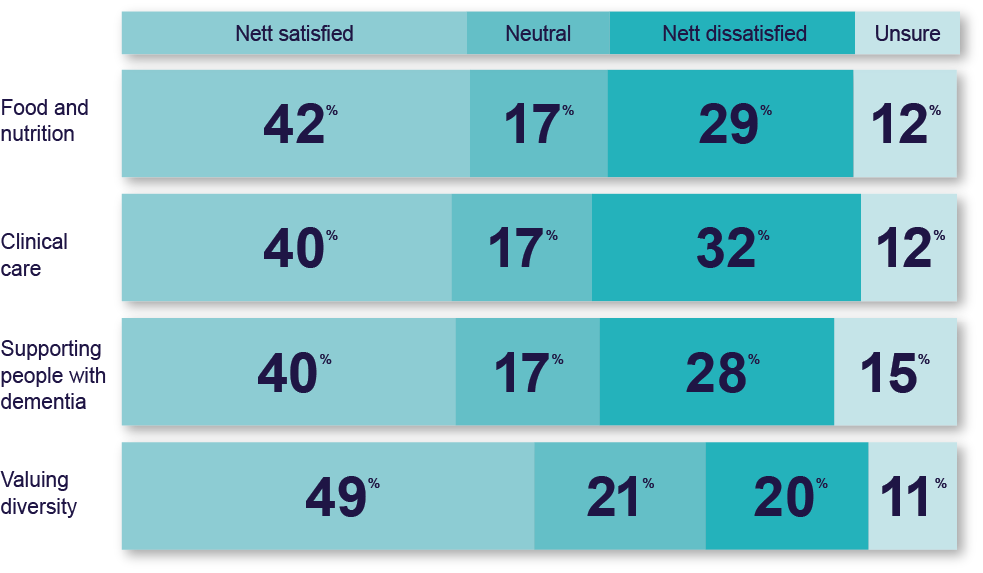 Nett satisfied Neutral Nett dissatisfied Unsure
Food and
nutrition
42% 17% 29% 12%
Clinical
care
40% 17% 32% 12%
Supporting
people with
dementia
40% 17% 28% 15%
Valuing
diversity
49% 21% 20% 11%